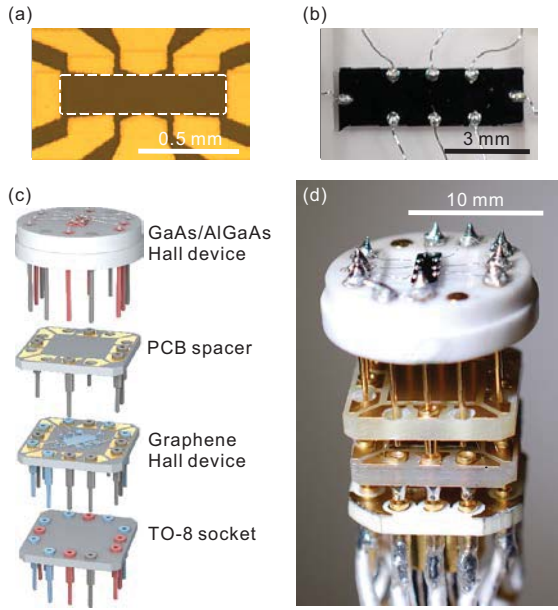 (a)
0.5 mm
(b)
3 mm
(c)
GaAs/AlGaAs
Hall device
PCB spacer
Graphene
Hall device
TO-8 socket
(d)
10 mm